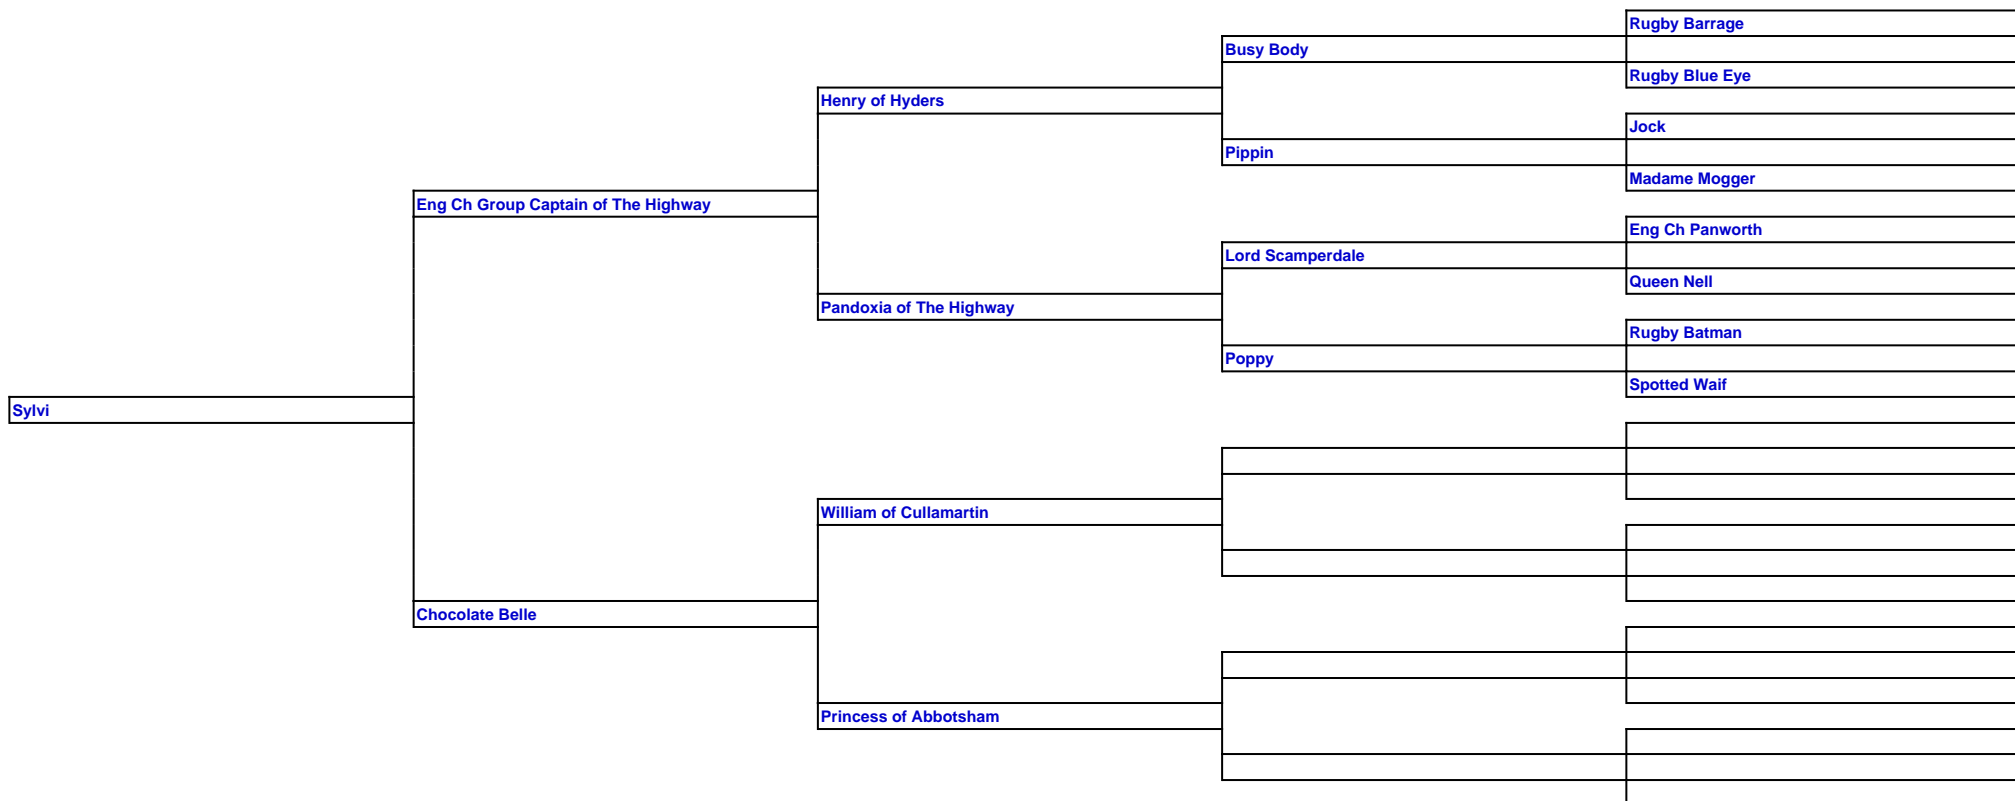 Rugby Barrage
Busy Body
Rugby Blue Eye
Henry of Hyders
Jock
Pippin
Madame Mogger
Eng Ch Group Captain of The Highway
Eng Ch Panworth
Lord Scamperdale
Queen Nell
Pandoxia of The Highway
Rugby Batman
Poppy
Spotted Waif
Sylvi
William of Cullamartin
Chocolate Belle
Princess of Abbotsham